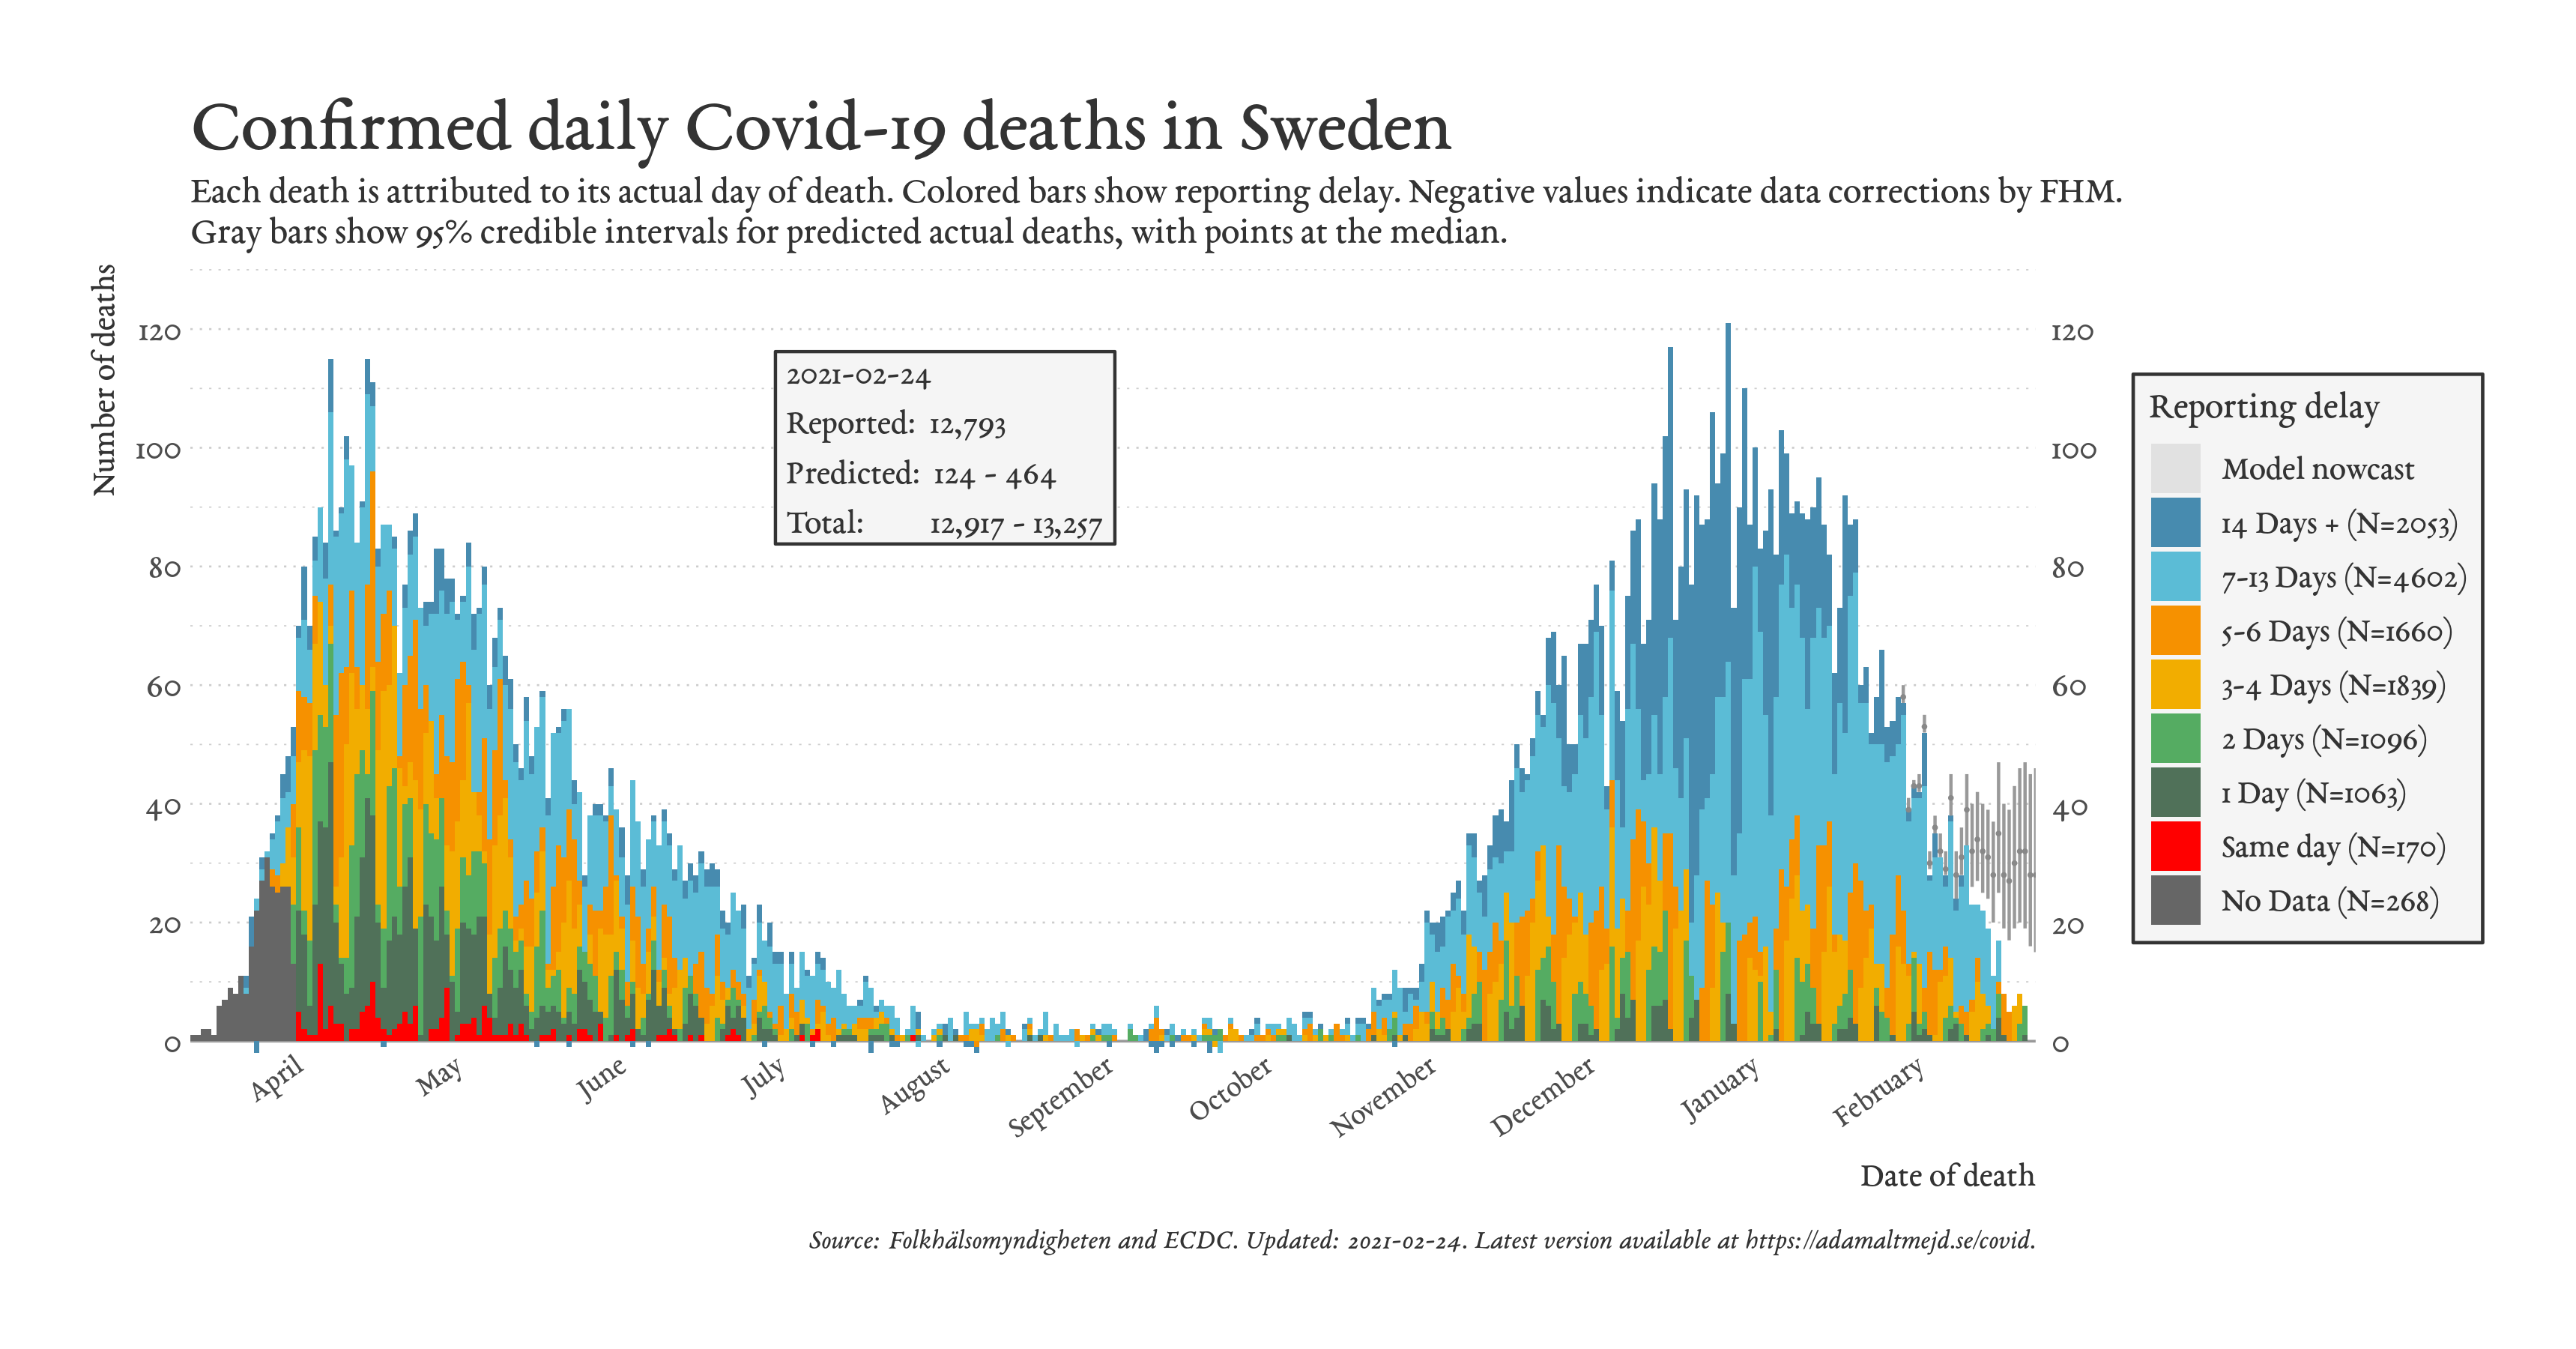 Confirmed daily Covid-19 deaths in Sweden
Each death is attributed to its actual day of death. Colored bars show reporting delay. Negative values indicate data corrections by FHM.
Gray bars show 95% credible intervals for predicted actual deaths, with points at the median.
Number of deaths
120
100
80
60
40
20
0
2021-02-24
Reported: 12,793
Predicted: 124 - 464
Total: 12,917 - 13,257
120
100
80
60
40
20
0
Reporting delay
Model nowcast
14 Days + (N=2053)
7-13 Days (N=4602)
5-6 Days (N=1660)
3-4 Days (N=1839)
2 Days (N=1096)
1 Day (N=1063)
Same day (N=170)
No Data (N=268)
April
May
June
July
August
September
October
November
December
January
February
Date of death
Source: Folkhälsomyndigheten and ECDC. Updated: 2021-02-24. Latest version available at https://adamaltmejd.se/covid.